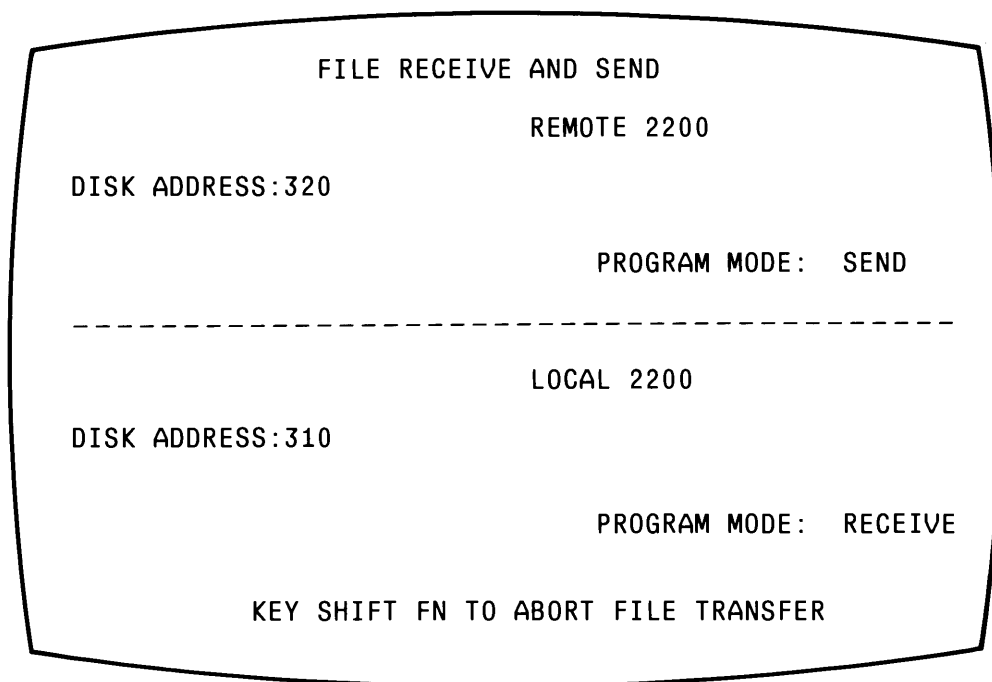 FILE RECEIVE AND SEND
REMOTE 2200
DISK ADDRESS:320
PROGRAM MODE: SEND
LOCAL 2200
DISK ADDRESS:310
PROGRAM MODE: RECEIVE
KEY SHIFT FN TO ABORT FILE TRANSFER